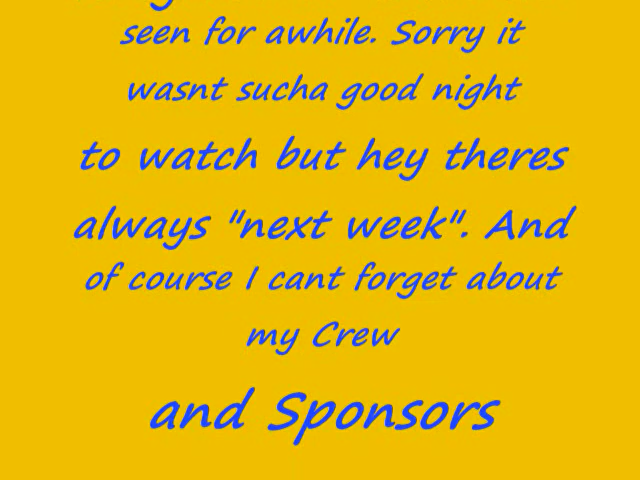 seen for awhile. Sorry it
wasnt sucha good night
to watch but hey theres
always "next week". And
of course I cant forget about
my Crew
and Sponsors